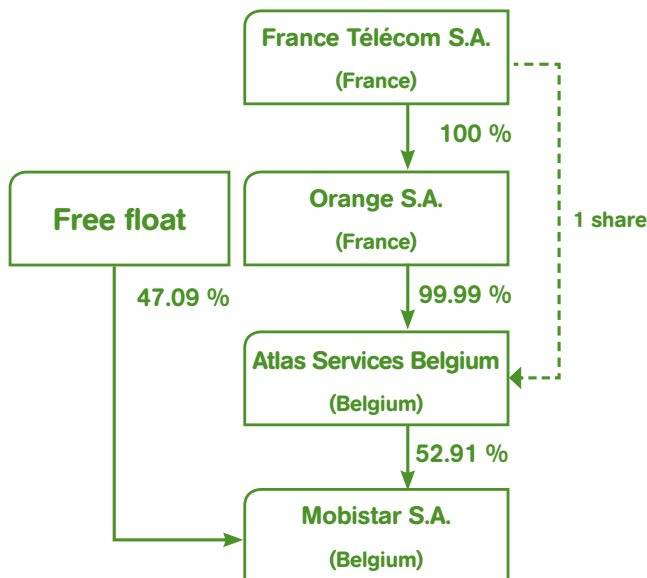 France Télécom S.A.
(France)
100 %
Free float
Orange S.A.
(France)
1 share
47.09 %
99.99 %
Atlas Services Belgium
(Belgium)
52.91 %
Mobistar S.A.
(Belgium)